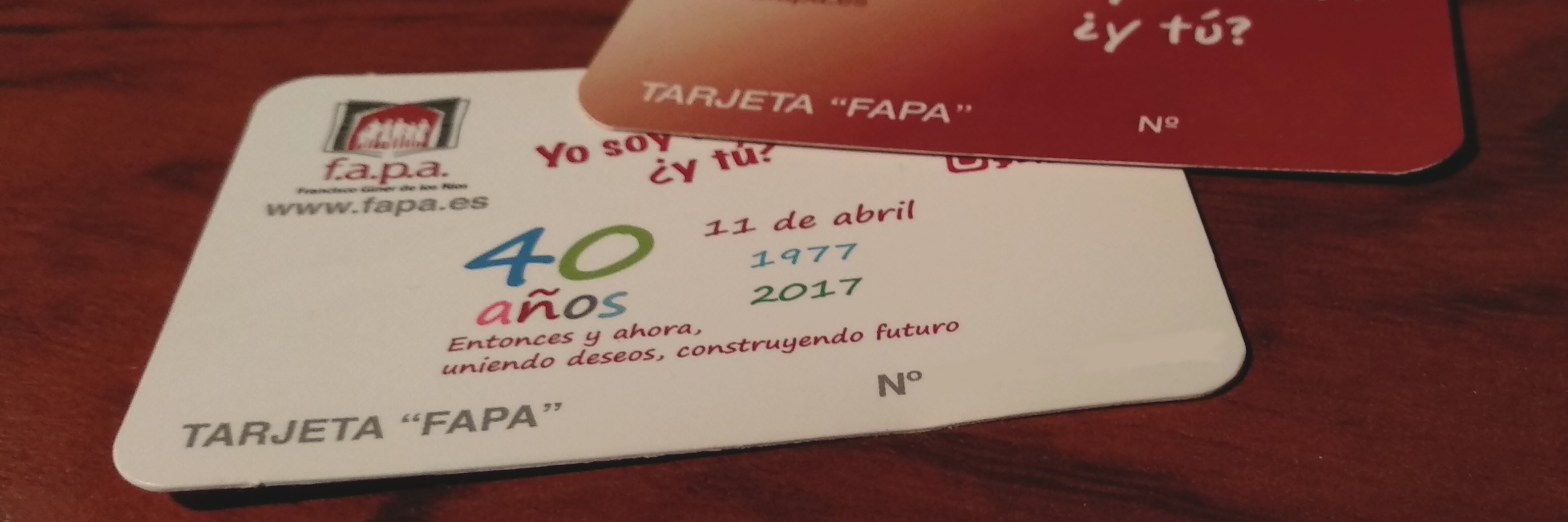 ¿y tú?
TARJETA “FAPA”
Nº
f.a.p.a.
Francisco Giner de los Ríos
www.fapa.es
Yo soy
¿y tú?
40
años
11 de abril
1977
2017
Entonces y ahora,
uniendo deseos, construyendo futuro
Nº
TARJETA “FAPA”